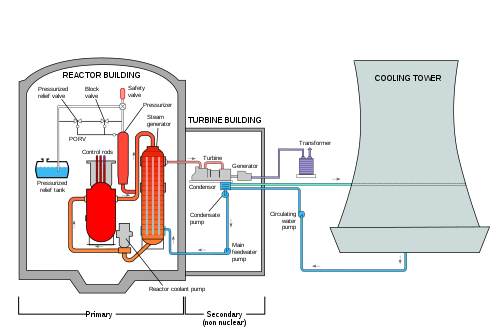 REACTOR BUILDING
Pressurized
relief valve
Block
valve
Safety
valve
Pressurizer
Steam
generator
PORV
Control rods
Pressurized
relief tank
Reactor coolant pump
TURBINE BUILDING
Turbine
Generator
Condensor
Condensate
pump
Main
feedwater
pump
Transformer
Circulating
water
pump
COOLING TOWER
Primary
Secondary
(non nuclear)